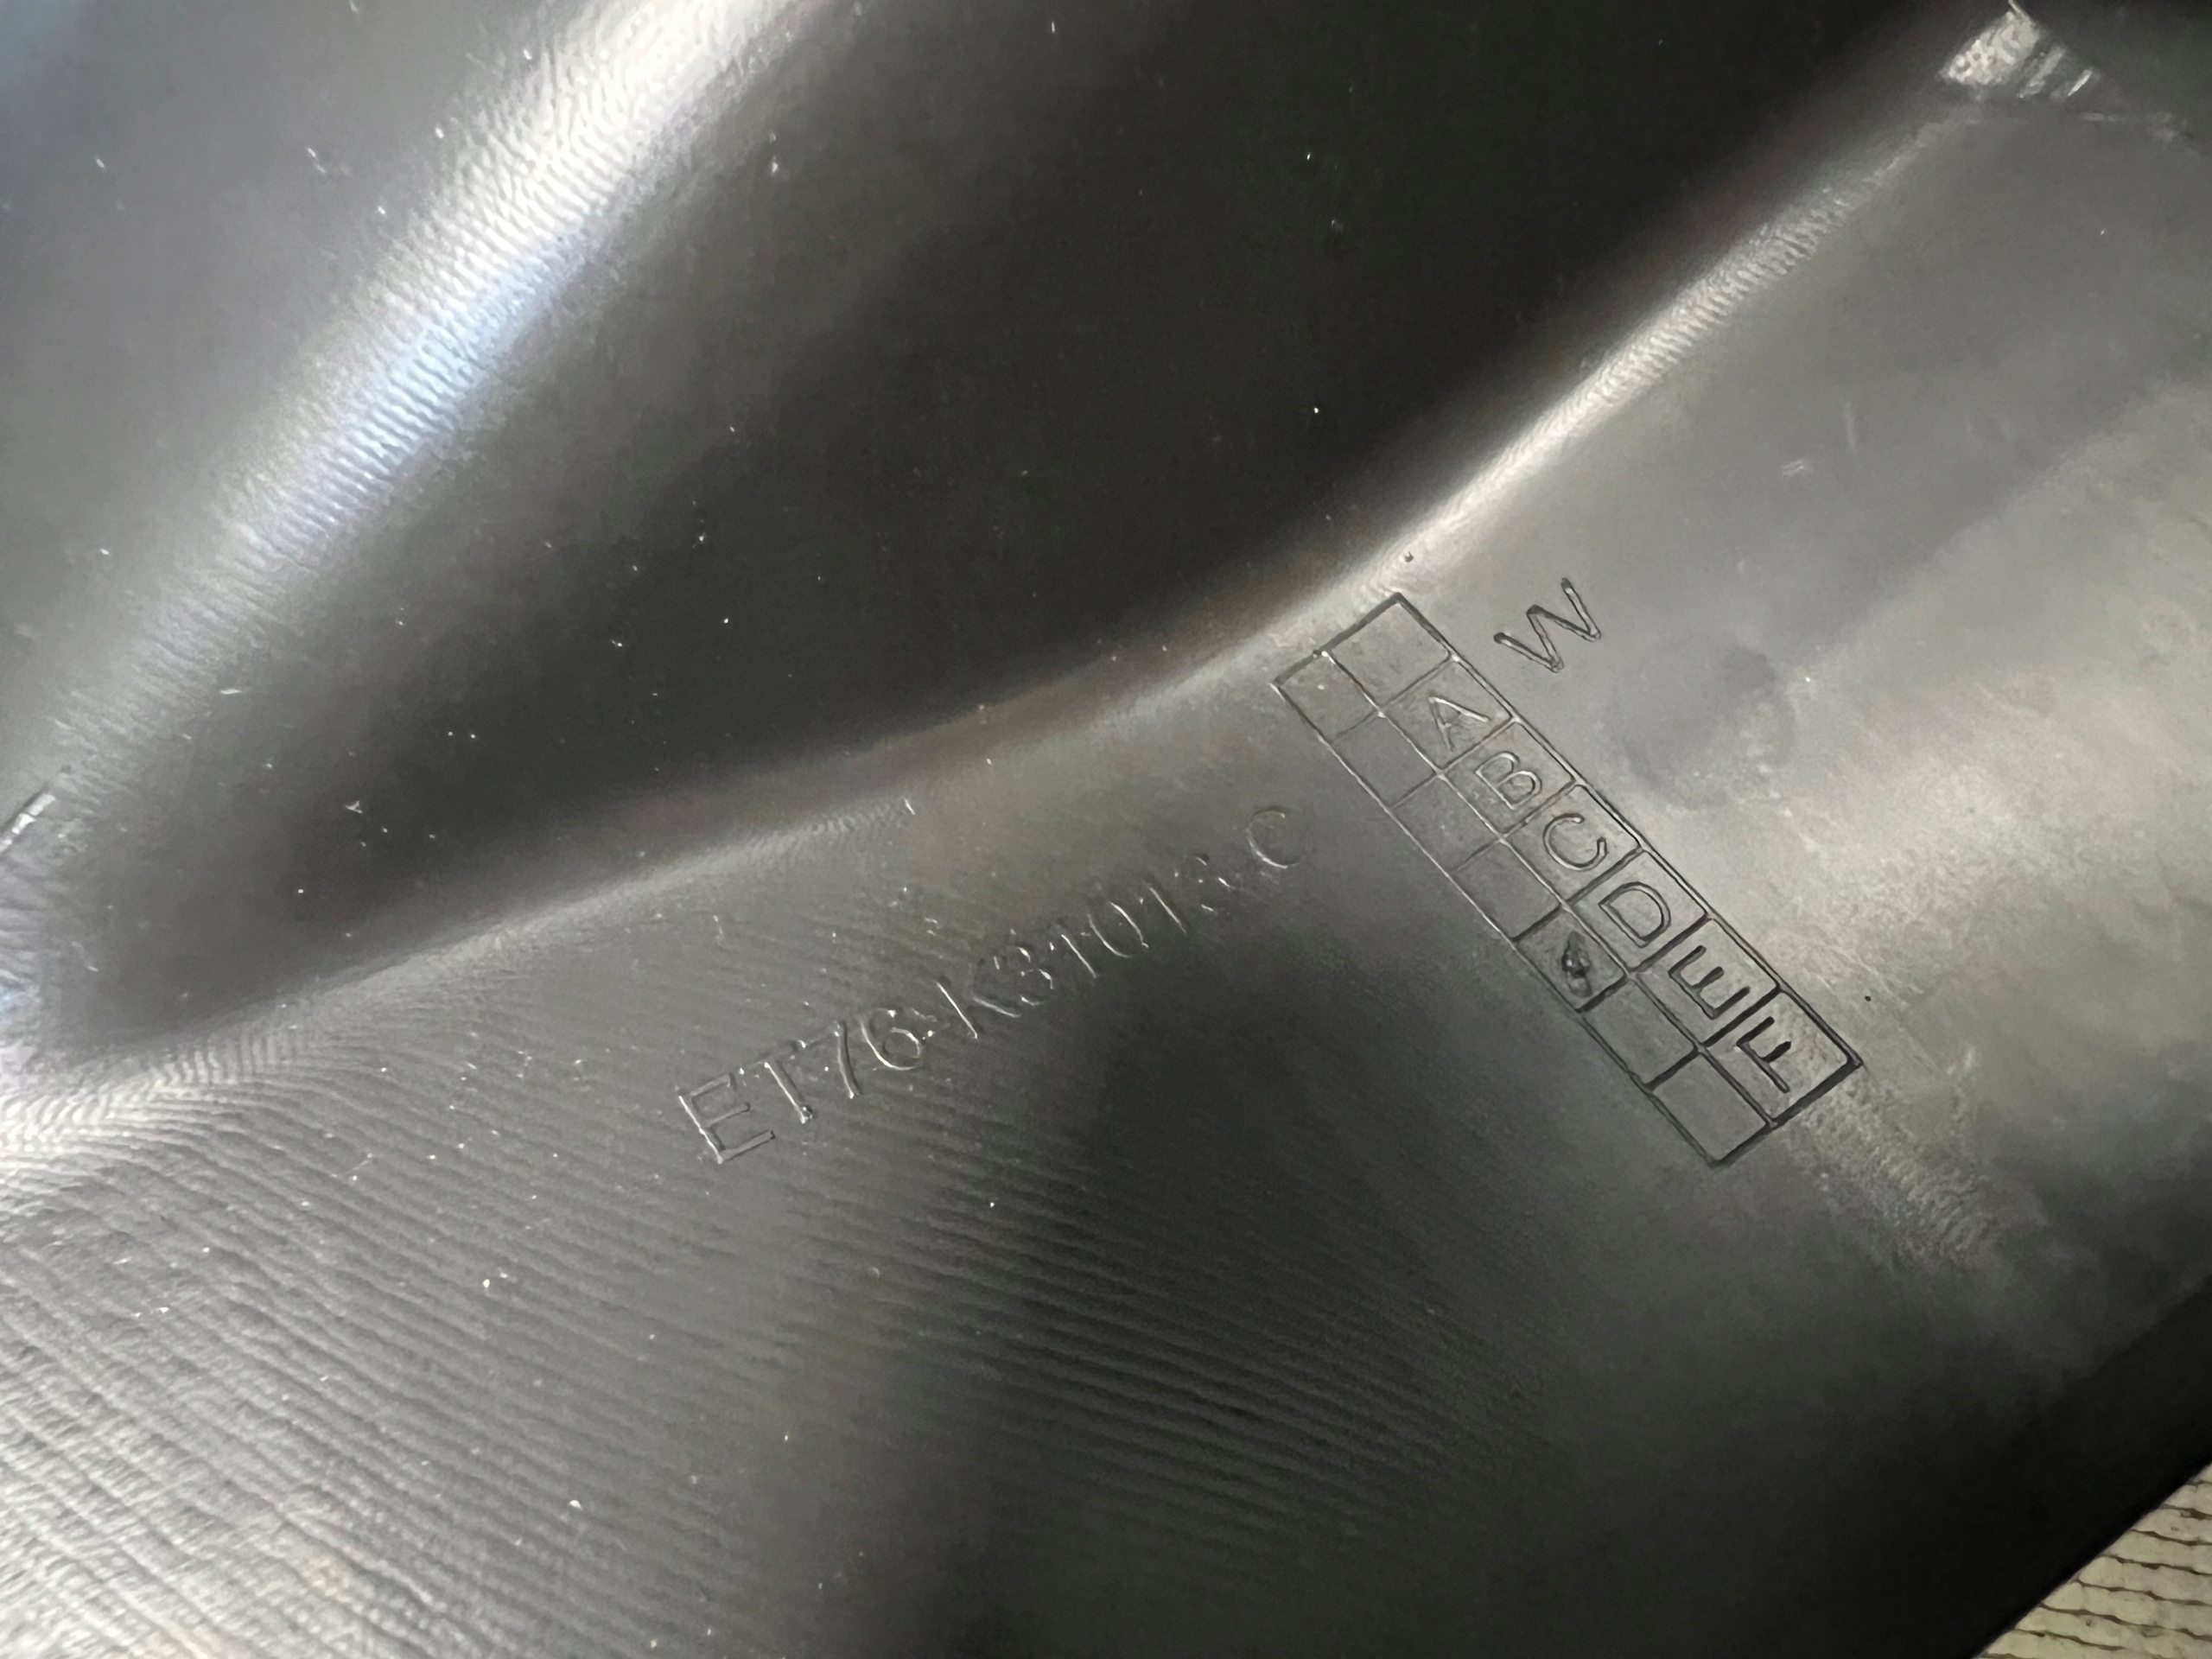 W
A B C D E F
ET76-K31013-C